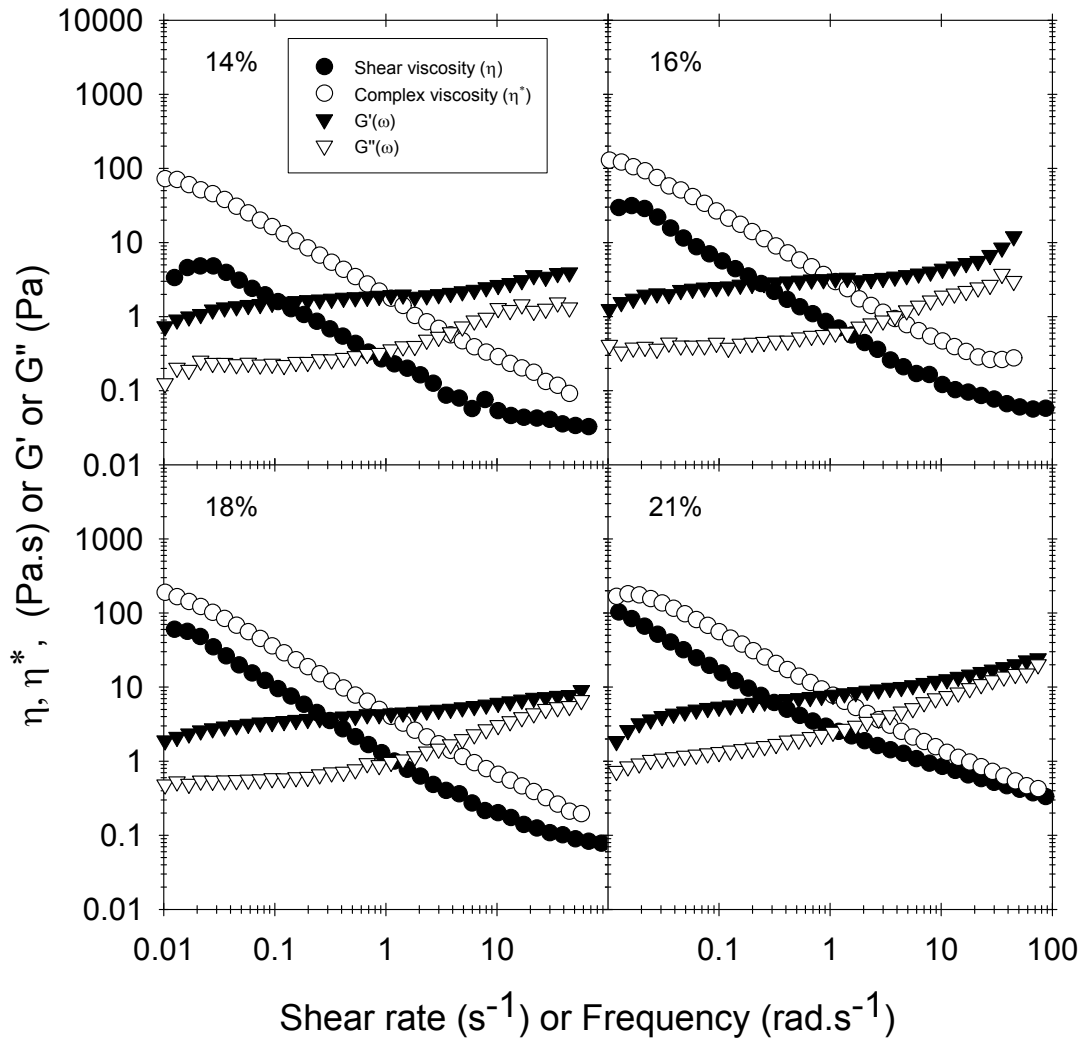 10000
1000
100
10
1
0.1
0.01
14%
Shear viscosity (η)
Complex viscosity (η*)
G'(ω)
G"(ω)
16%
1000
100
10
1
0.1
0.01
18%
21%
η, η*, (Pa.s) or G' or G" (Pa)
0.01 0.1 1 10 0.1 1 10 100
Shear rate (s-1) or Frequency (rad.s-1)